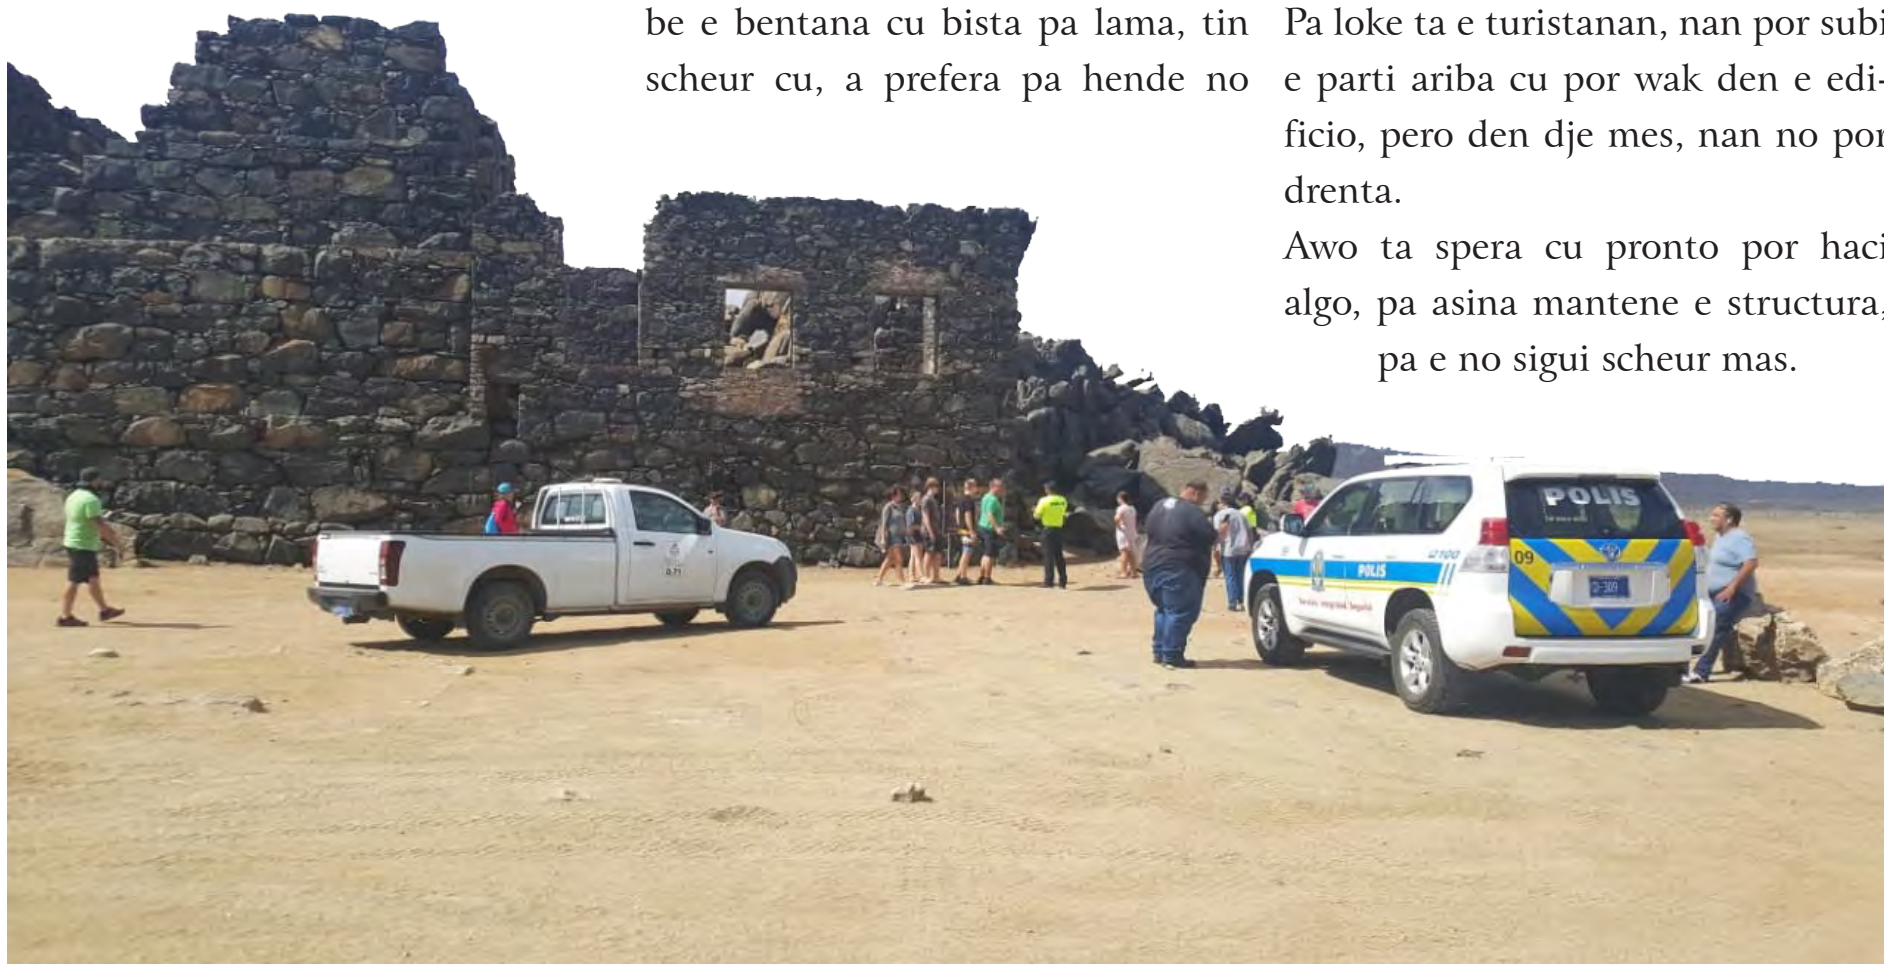 be e bentana cu bista pa lama, tin
scheur cu, a prefera pa hende no
Pa loke ta e turistanan, nan por subi
e parti ariba cu por wak den e edi-
ficio, pero den dje mes, nan no por
drenta.
Awo ta spera cu pronto por haci
algo, pa asina mantene e structura,
pa e no sigui scheur mas.
POLIS
09
POLIS
100